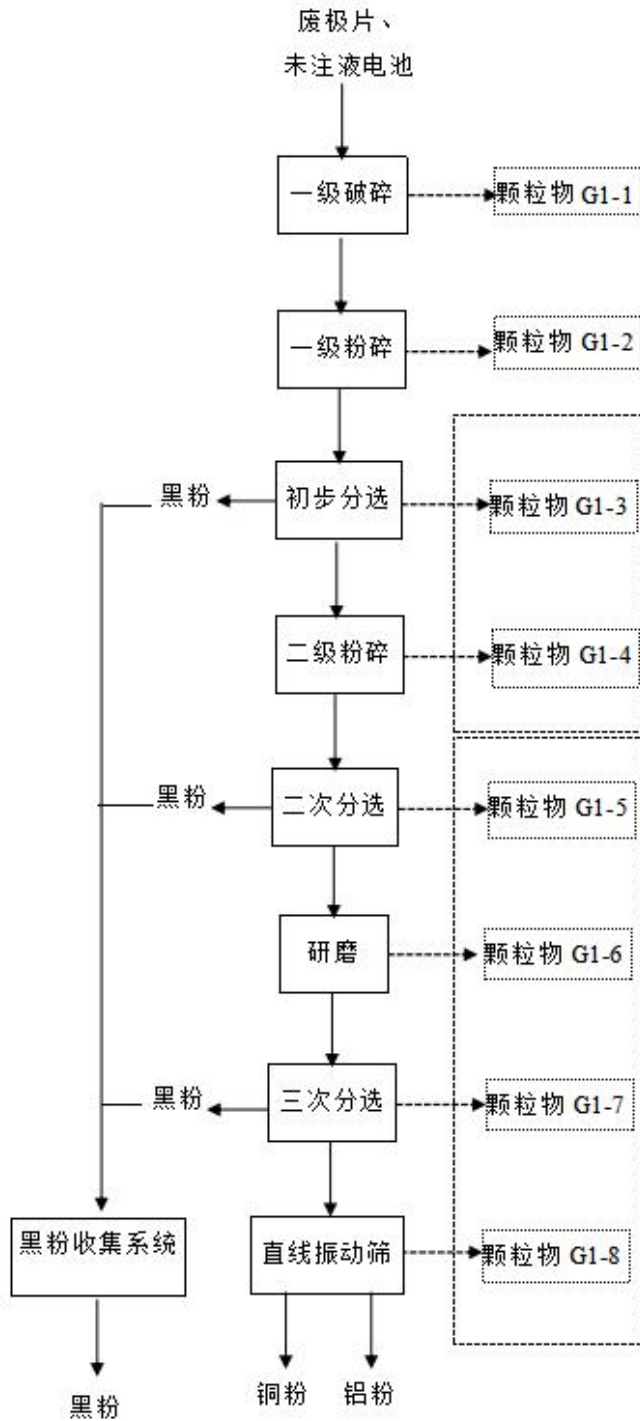 废极片、
未注液电池
一级破碎
颗粒物 G1-1
一级粉碎
颗粒物 G1-2
黑粉
初步分选
颗粒物 G1-3
二级粉碎
颗粒物 G1-4
黑粉
二次分选
颗粒物 G1-5
研磨
颗粒物 G1-6
黑粉
三次分选
颗粒物 G1-7
黑粉收集系统
直线振动筛
颗粒物 G1-8
黑粉
铜粉
铝粉